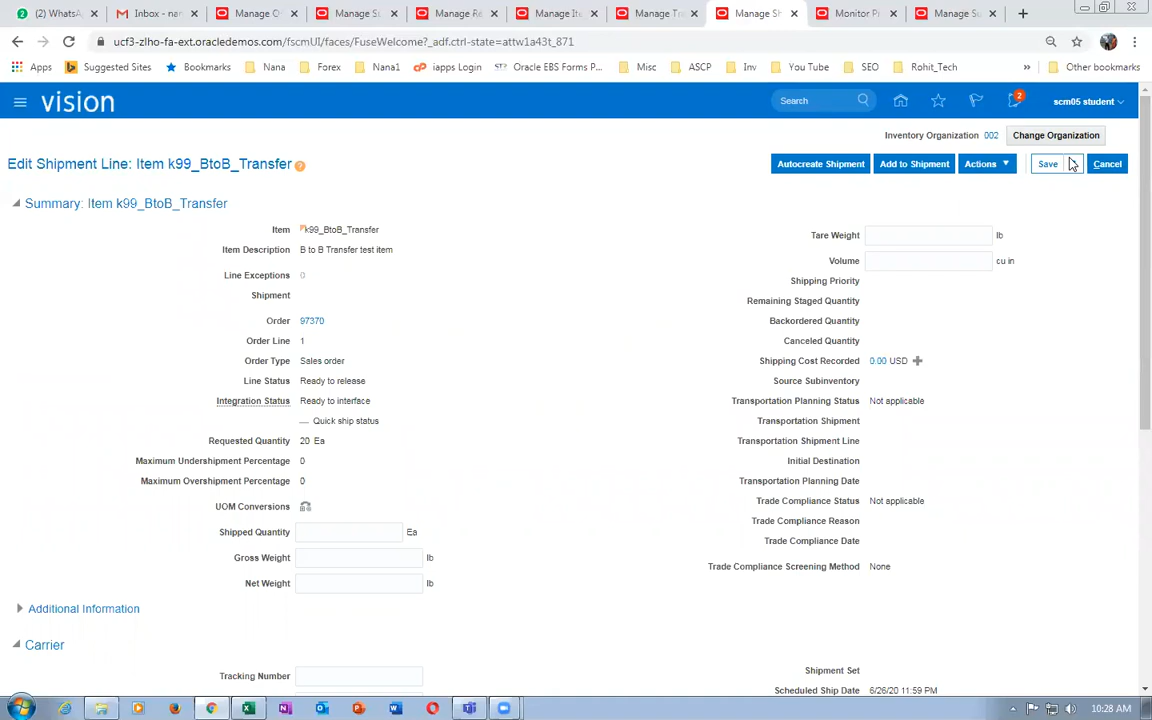 (2) WhatsA
Inbox - nar
Manage O
Manage Su
Manage Re
Manage Ite
Manage Tr
Manage Sh
Monitor Pr
Manage Su
ucf3-zlho-fa-ext.oracledemos.com/fscmUI/faces/FuseWelcome?_adf.ctrl-state=attw1a43t_871
Apps Suggested Sites Bookmarks Nana Forex Nana1 iapps Login Oracle EBS Forms P... Misc ASCP Inv You Tube SEO Rohit_Tech » Other bookmarks
vision Search 2 scm05 student
Inventory Organization 002 Change Organization
Edit Shipment Line: Item k99_BtoB_Transfer ? Autocreate Shipment Add to Shipment Actions Save Cancel
Summary: Item k99_BtoB_Transfer
Item k99_BtoB_Transfer
Item Description B to B Transfer test item
Line Exceptions 0
Shipment
Order 97370
Order Line 1
Order Type Sales order
Line Status Ready to release
Integration Status Ready to interface
Quick ship status
Requested Quantity 20 Ea
Maximum Undershipment Percentage 0
Maximum Overshipment Percentage 0
UOM Conversions
Shipped Quantity Ea
Gross Weight lb
Net Weight lb
Tare Weight lb
Volume cu in
Shipping Priority
Remaining Staged Quantity
Backordered Quantity
Canceled Quantity
Shipping Cost Recorded 0.00 USD
Source Subinventory
Transportation Planning Status Not applicable
Transportation Shipment
Transportation Shipment Line
Initial Destination
Transportation Planning Date
Trade Compliance Status Not applicable
Trade Compliance Reason
Trade Compliance Date
Trade Compliance Screening Method None
Additional Information
Carrier
Tracking Number
Shipment Set
Scheduled Ship Date 6/26/20 11:59 PM
10:28 AM